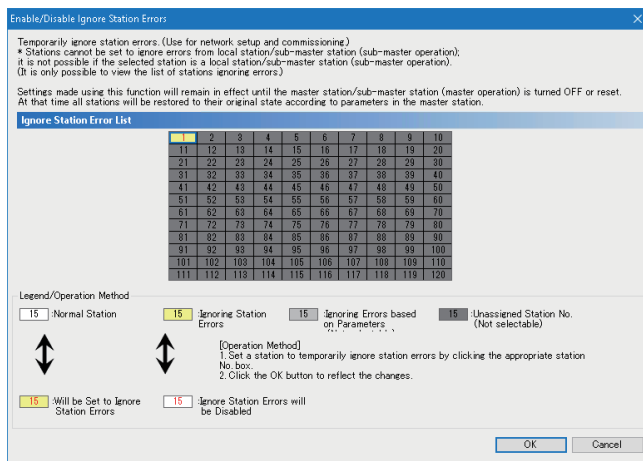 Enable/Disable Ignore Station Errors
Temporarily ignore station errors. (Use for network setup and commissioning.)
* Stations cannot be set to ignore errors from local station/sub-master station (sub-master operation);
it is not possible if the selected station is a local station/sub-master station (sub-master operation).
(It is only possible to view the list of stations ignoring errors.)
Settings made using this function will remain in effect until the master station/sub-master station (master operation) is turned OFF or reset.
At that time all stations will be restored to their original state according to parameters in the master station.
Ignore Station Error List
1 2 3 4 5 6 7 8 9 10
11 12 13 14 15 16 17 18 19 20
21 22 23 24 25 26 27 28 29 30
31 32 33 34 35 36 37 38 39 40
41 42 43 44 45 46 47 48 49 50
51 52 53 54 55 56 57 58 59 60
61 62 63 64 65 66 67 68 69 70
71 72 73 74 75 76 77 78 79 80
81 82 83 84 85 86 87 88 89 90
91 92 93 94 95 96 97 98 99 100
101 102 103 104 105 106 107 108 109 110
111 112 113 114 115 116 117 118 119 120
Legend/Operation Method
15 :Normal Station 15 :Ignoring Station 15 :Ignoring Errors based 15 :Unassigned Station No.
Errors on Parameters (Not selectable)
[Operation Method]
1. Set a station to temporarily ignore station errors by clicking the appropriate station
No. box.
2. Click the OK button to reflect the changes.
15 :Will be Set to Ignore 15 :Ignore Station Errors will
Station Errors be Disabled
OK Cancel